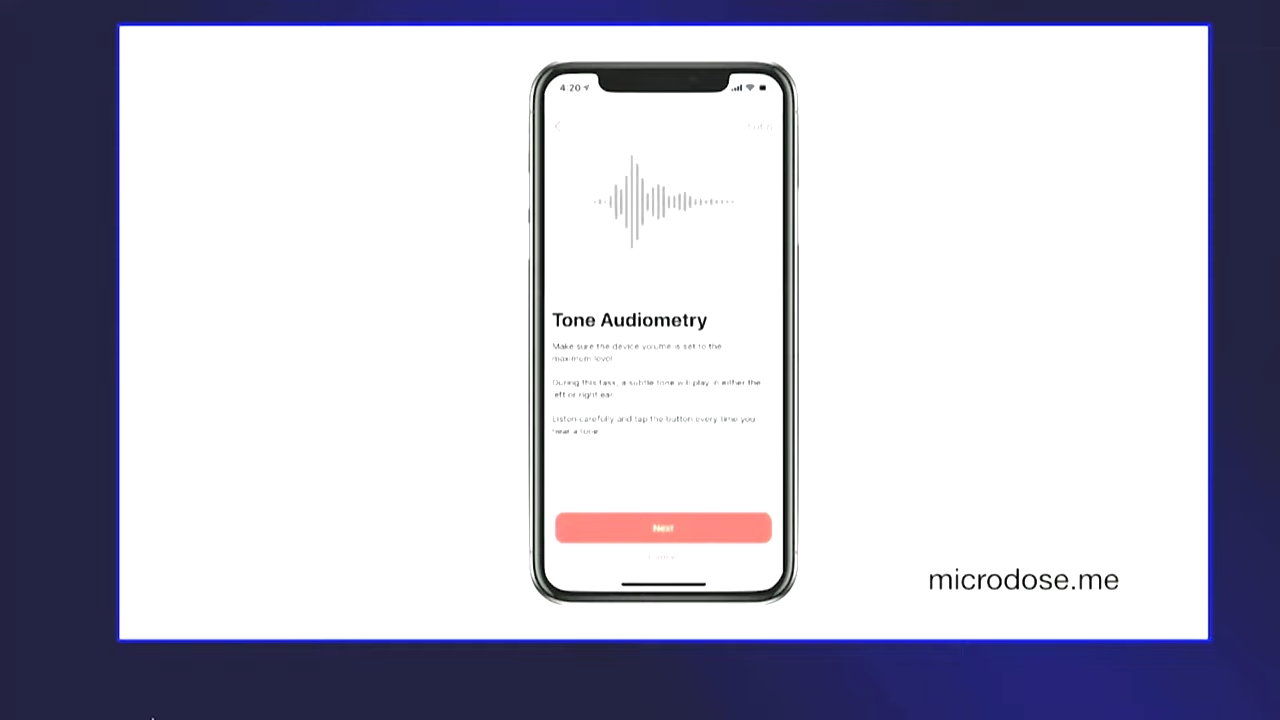 4:20
Tone Audiometry
Make sure the device volume is set to the
maximum level
During this task, a subtle tone will play in either the
left or right ear
Listen carefully and tap the button every time you
hear a tone
Next
Cancel
microdose.me